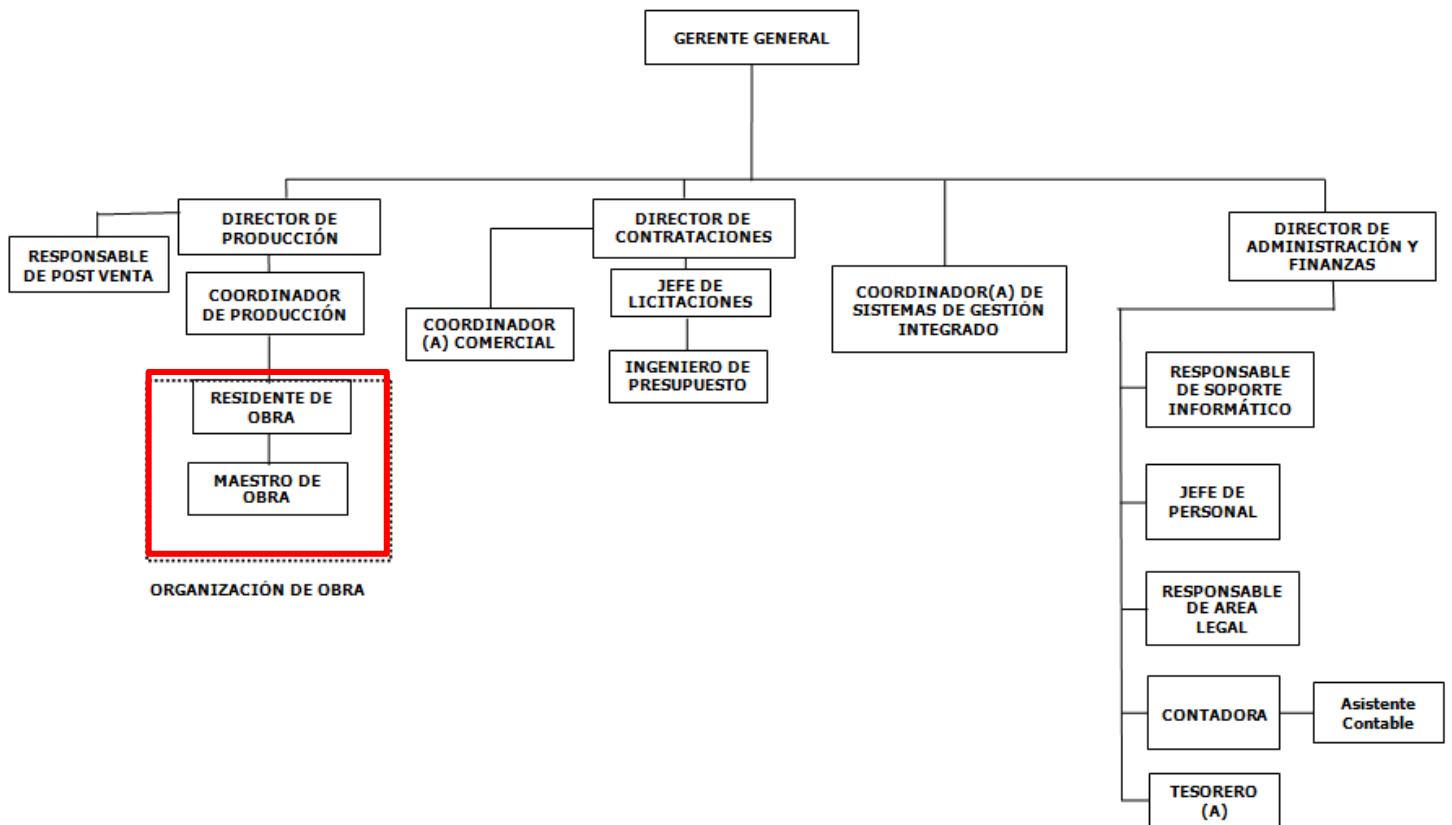 GERENTE GENERAL
DIRECTOR DE
PRODUCCIÓN
RESPONSABLE
DE POST VENTA
COORDINADOR
DE PRODUCCIÓN
RESIDENTE DE
OBRA
MAESTRO DE
OBRA
ORGANIZACIÓN DE OBRA
DIRECTOR DE
CONTRATACIONES
COORDINADOR
(A) COMERCIAL
JEFE DE
LICITACIONES
INGENIERO DE
PRESUPUESTO
COORDINADOR(A) DE
SISTEMAS DE GESTIÓN
INTEGRADO
DIRECTOR DE
ADMINISTRACIÓN Y
FINANZAS
RESPONSABLE
DE SOPORTE
INFORMÁTICO
JEFE DE
PERSONAL
RESPONSABLE
DE AREA
LEGAL
CONTADORA
Asistente
Contable
TESORERO
(A)